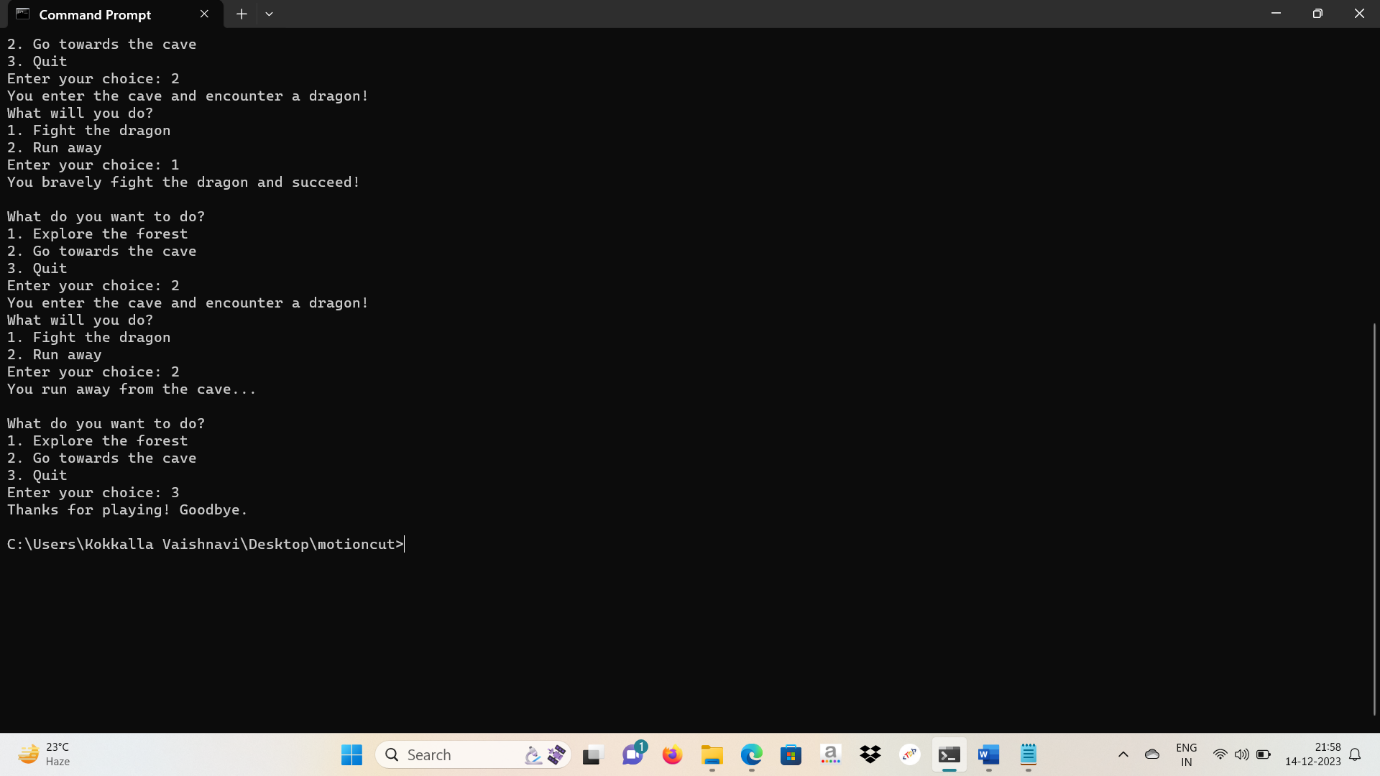 Command Prompt
2. Go towards the cave
3. Quit
Enter your choice: 2
You enter the cave and encounter a dragon!
What will you do?
1. Fight the dragon
2. Run away
Enter your choice: 1
You bravely fight the dragon and succeed!
What do you want to do?
1. Explore the forest
2. Go towards the cave
3. Quit
Enter your choice: 2
You enter the cave and encounter a dragon!
What will you do?
1. Fight the dragon
2. Run away
Enter your choice: 2
You run away from the cave...
What do you want to do?
1. Explore the forest
2. Go towards the cave
3. Quit
Enter your choice: 3
Thanks for playing! Goodbye.
C:\Users\Kokkalla Vaishnavi\Desktop\motioncut>
23°C
Haze
Search
1
a
W
ENG
IN
21:58
14-12-2023